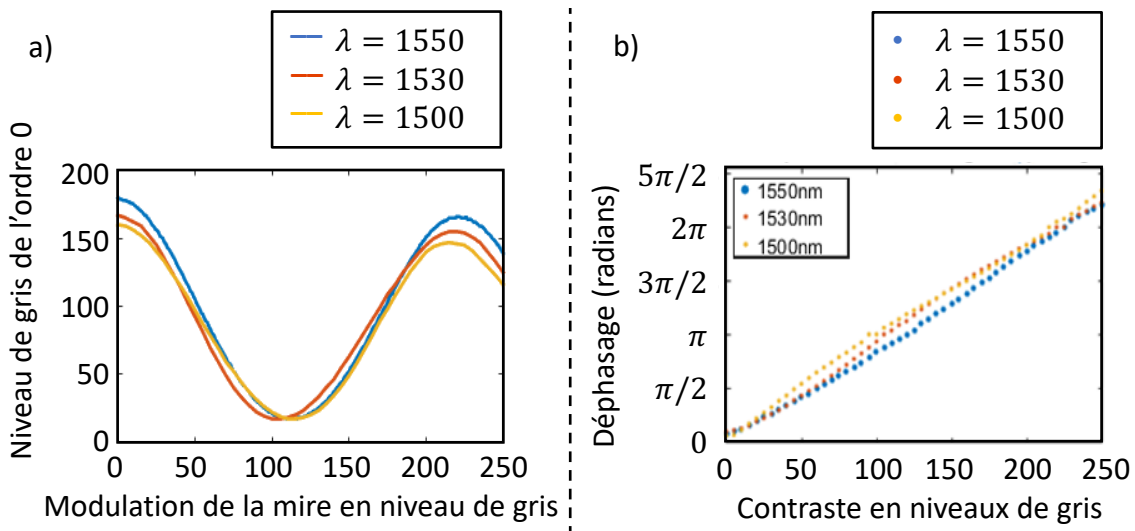 a)
λ = 1550
λ = 1530
λ = 1500
Niveau de gris de l'ordre 0
200
150
100
50
0
0 50 100 150 200 250
Modulation de la mire en niveau de gris
b)
λ = 1550
λ = 1530
λ = 1500
Déphasage (radians)
5π/2
2π
3π/2
π
π/2
0
1550nm
1530nm
1500nm
0 50 100 150 200 250
Contraste en niveaux de gris